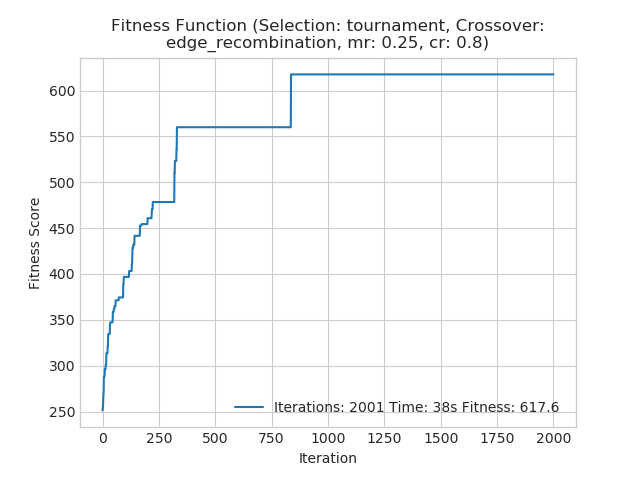 Fitness Function (Selection: tournament, Crossover:
edge_recombination, mr: 0.25, cr: 0.8)
600
550
500
450
400
350
300
250
Fitness Score
Iterations: 2001 Time: 38s Fitness: 617.6
0 250 500 750 1000 1250 1500 1750 2000
Iteration